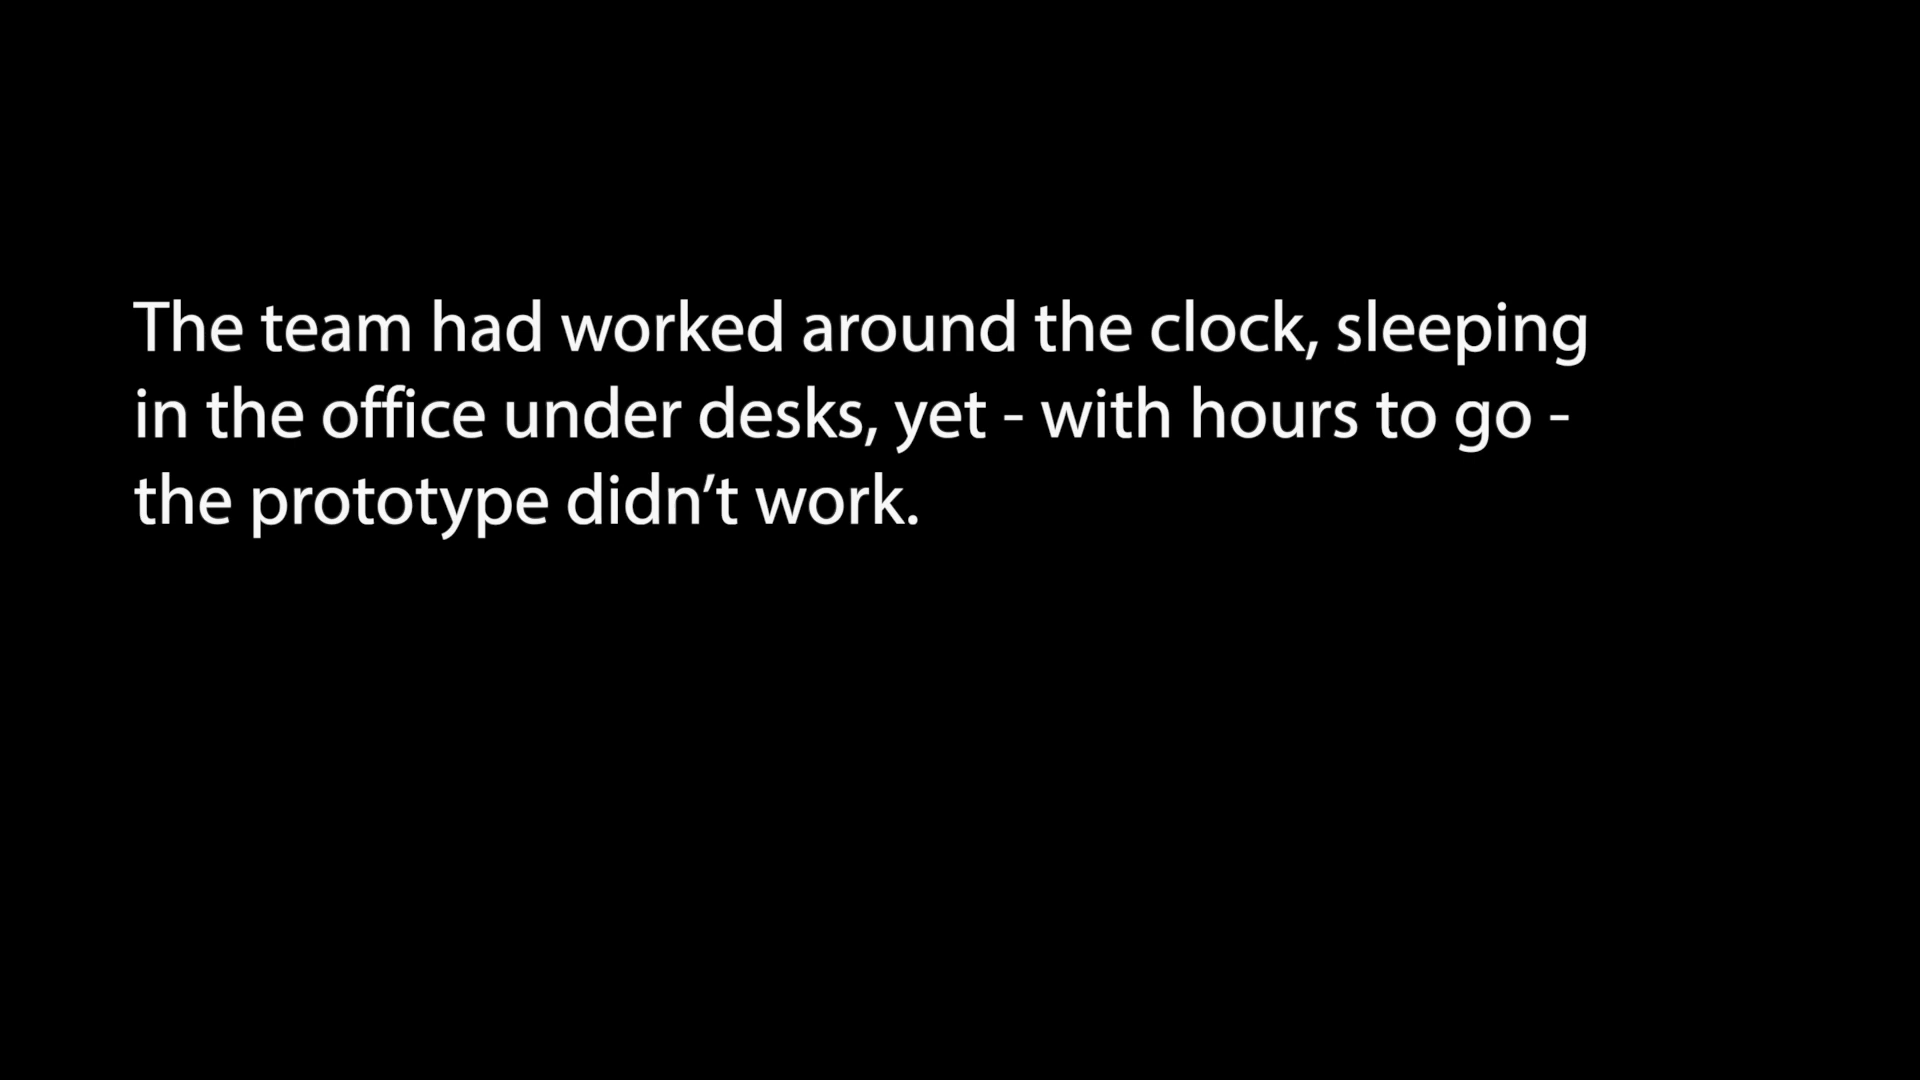 The team had worked around the clock, sleeping
in the office under desks, yet - with hours to go -
the prototype didn’t work.